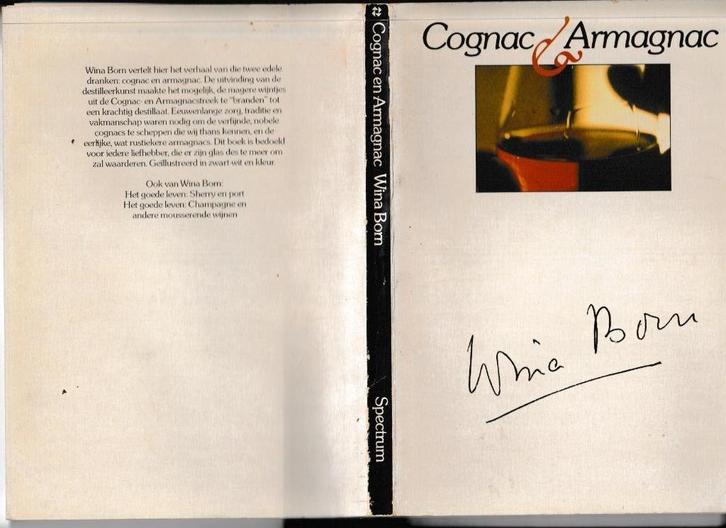 Wina Born vertelt hier het verhaal van die twee edele
dranken: cognac en armagnac. De uitvinding van de
destilleerkunst maakte het mogelijk, de magere wijntjes
uit de Cognac- en Armagnacstreek te "branden" tot
een krachtig destillaat. Eeuwenlange zorg, traditie en
vakmanschap waren nodig om de verfijnde, nobele
cognacs te scheppen die wij thans kennen, en de
eerlijke, wat rustiekere armagnacs. Dit boek is bedoeld
voor iedere liefhebber, die er zijn glas des te meer om
zal waarderen. Geïllustreerd in zwart-wit en kleur.
Ook van Wina Born:
Het goede leven: Sherry en port
Het goede leven: Champagne en
andere mousserende wijnen
Cognac en Armagnac Wina Born
Spectrum
Cognac & Armagnac
Wina Born